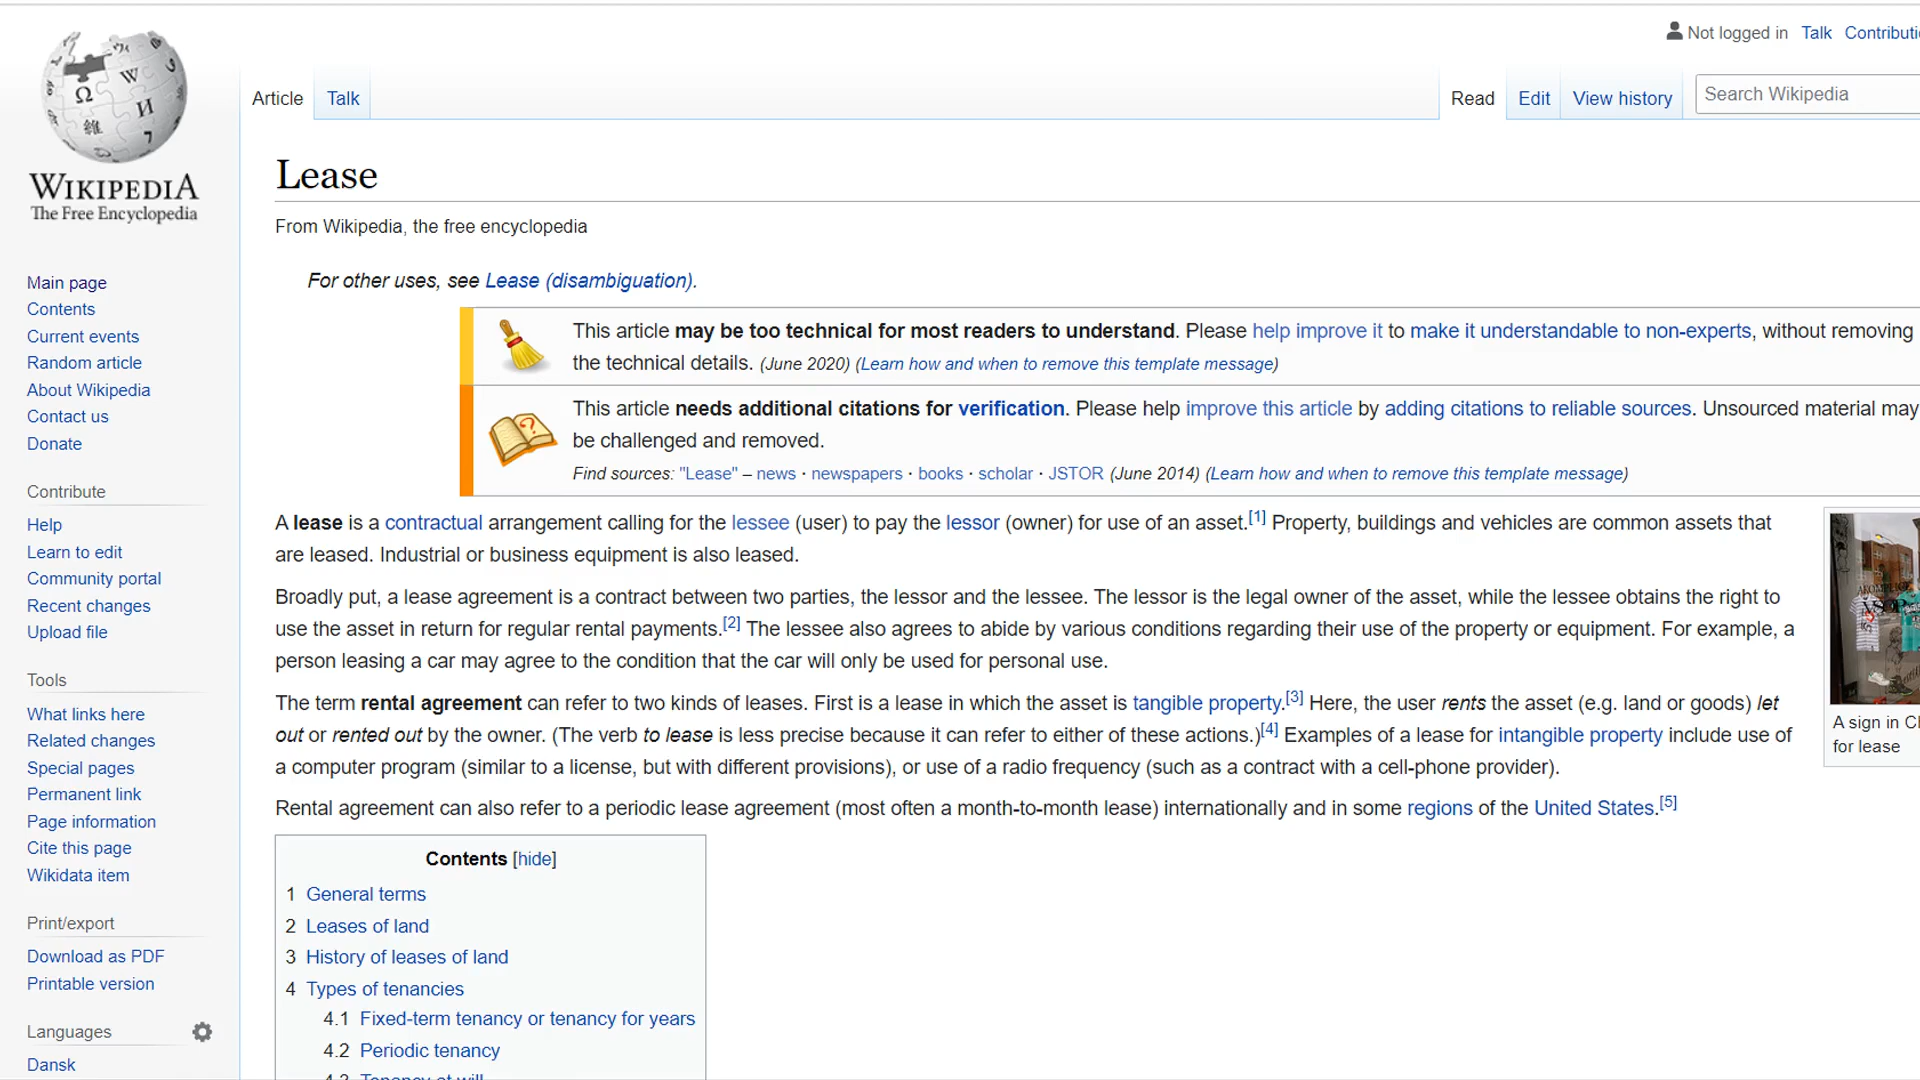 Not logged in Talk
Article Talk Read Edit View history Search Wikipedia
WIKIPEDIA
The Free Encyclopedia
Lease
From Wikipedia, the free encyclopedia
For other uses, see Lease (disambiguation).
This article may be too technical for most readers to understand. Please help improve it to make it understandable to non-experts, without removing
the technical details. (June 2020) (Learn how and when to remove this template message)
This article needs additional citations for verification. Please help improve this article by adding citations to reliable sources. Unsourced material may
be challenged and removed.
Find sources: "Lease" – news · newspapers · books · scholar · JSTOR (June 2014) (Learn how and when to remove this template message)
A lease is a contractual arrangement calling for the lessee (user) to pay the lessor (owner) for use of an asset.[1] Property, buildings and vehicles are common assets that
are leased. Industrial or business equipment is also leased.
Broadly put, a lease agreement is a contract between two parties, the lessor and the lessee. The lessor is the legal owner of the asset, while the lessee obtains the right to
use the asset in return for regular rental payments.[2] The lessee also agrees to abide by various conditions regarding their use of the property or equipment. For example, a
person leasing a car may agree to the condition that the car will only be used for personal use.
The term rental agreement can refer to two kinds of leases. First is a lease in which the asset is tangible property.[3] Here, the user rents the asset (e.g. land or goods) let
out or rented out by the owner. (The verb to lease is less precise because it can refer to either of these actions.)[4] Examples of a lease for intangible property include use of
a computer program (similar to a license, but with different provisions), or use of a radio frequency (such as a contract with a cell-phone provider).
Rental agreement can also refer to a periodic lease agreement (most often a month-to-month lease) internationally and in some regions of the United States.[5]
A sign in
for lease
Contents [hide]
1 General terms
2 Leases of land
3 History of leases of land
4 Types of tenancies
4.1 Fixed-term tenancy or tenancy for years
4.2 Periodic tenancy
Main page
Contents
Current events
Random article
About Wikipedia
Contact us
Donate
Contribute
Help
Learn to edit
Community portal
Recent changes
Upload file
Tools
What links here
Related changes
Special pages
Permanent link
Page information
Cite this page
Wikidata item
Print/export
Download as PDF
Printable version
Languages
Dansk